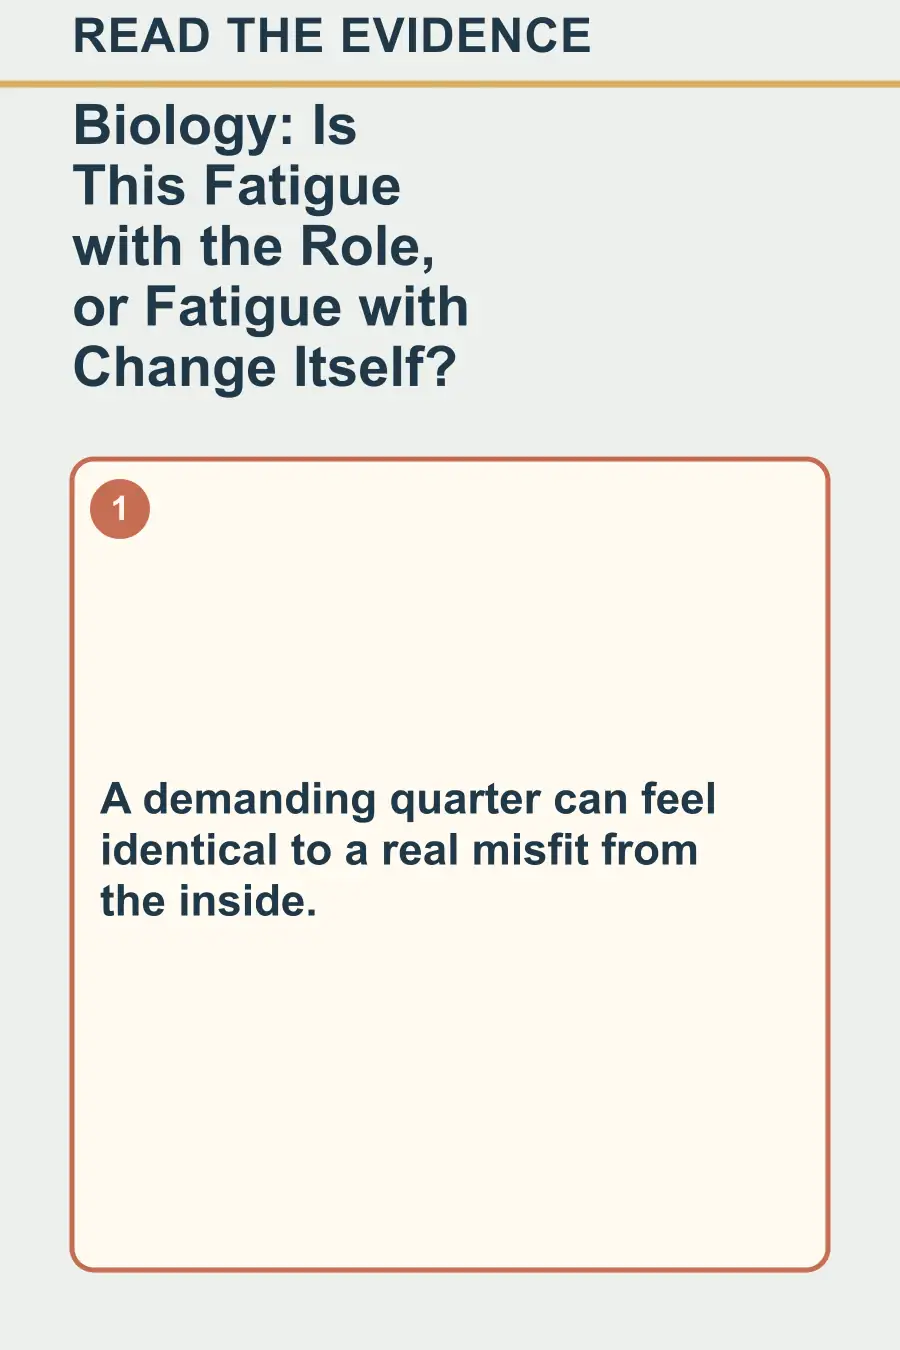 READ THE EVIDENCE
Biology: Is
This Fatigue
with the Role,
or Fatigue with
Change Itself?
1
A demanding quarter can feel
identical to a real misfit from
the inside.